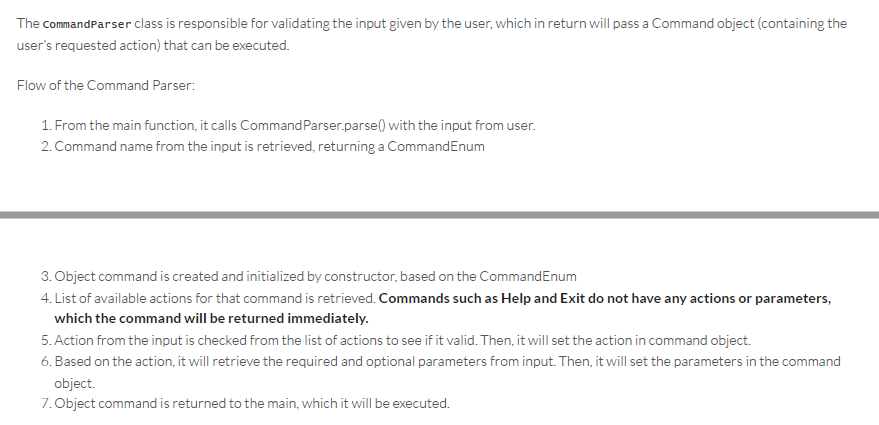 The CommandParser class is responsible for validating the input given by the user, which in return will pass a Command object (containing the
user's requested action) that can be executed.
Flow of the Command Parser:
1. From the main function, it calls CommandParser.parse() with the input from user.
2. Command name from the input is retrieved, returning a CommandEnum
3. Object command is created and initialized by constructor, based on the CommandEnum
4. List of available actions for that command is retrieved. Commands such as Help and Exit do not have any actions or parameters,
which the command will be returned immediately.
5. Action from the input is checked from the list of actions to see if it valid. Then, it will set the action in command object.
6. Based on the action, it will retrieve the required and optional parameters from input. Then, it will set the parameters in the command
object.
7. Object command is returned to the main, which it will be executed.